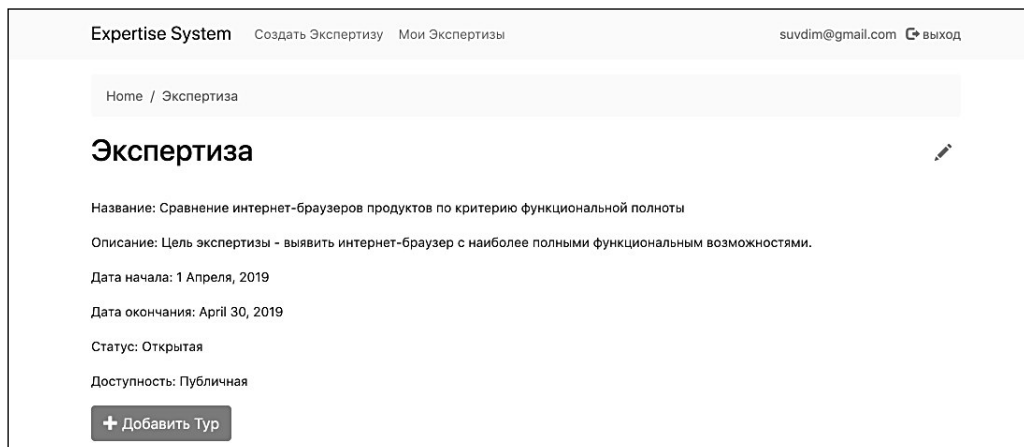 Expertise System Создать Экспертизу Мои Экспертизы suvdim@gmail.com выход
Home / Экспертиза
Экспертиза
Название: Сравнение интернет-браузеров продуктов по критерию функциональной полноты
Описание: Цель экспертизы - выявить интернет-браузер с наиболее полными функциональным возможностями.
Дата начала: 1 Апреля, 2019
Дата окончания: April 30, 2019
Статус: Открытая
Доступность: Публичная
+ Добавить Тур